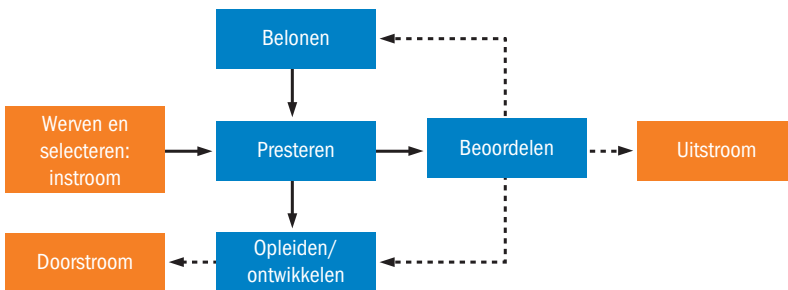 Belonen
Werven en
selecteren:
instroom
Presteren
Beoordelen
Uitstroom
Doorstroom
Opleiden/
ontwikkelen